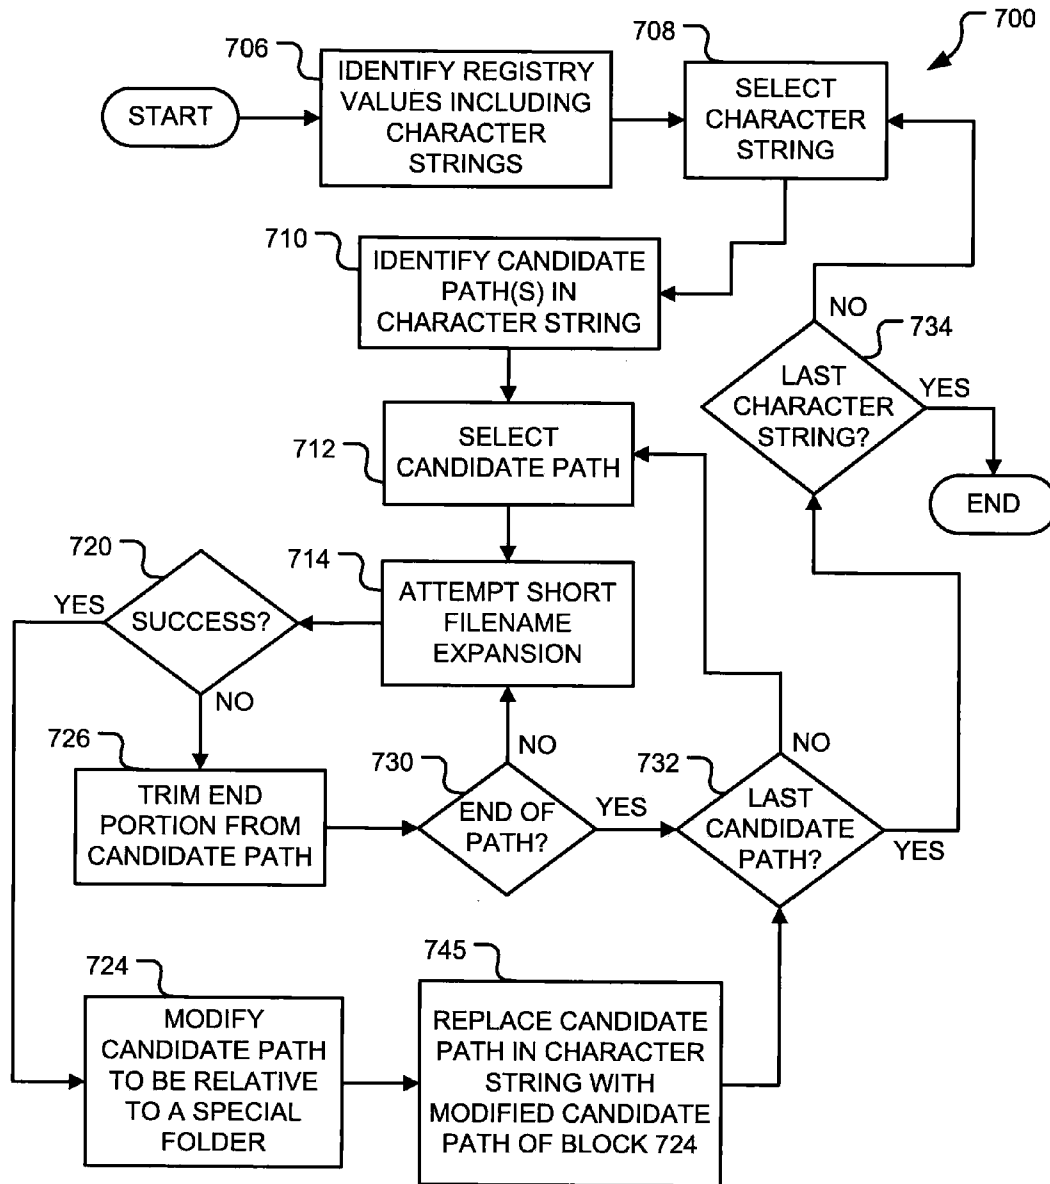 700
706
708
START
IDENTIFY REGISTRY
VALUES INCLUDING
CHARACTER
STRINGS
SELECT
CHARACTER
STRING
710
IDENTIFY CANDIDATE
PATH(S) IN
CHARACTER STRING
NO
734
LAST
CHARACTER
STRING?
YES
END
712
SELECT
CANDIDATE PATH
720
714
YES
SUCCESS?
ATTEMPT SHORT
FILENAME
EXPANSION
NO
726
TRIM END
PORTION FROM
CANDIDATE PATH
730
NO
END OF
PATH?
YES
732
NO
LAST
CANDIDATE
PATH?
YES
724
MODIFY
CANDIDATE PATH
TO BE RELATIVE
TO A SPECIAL
FOLDER
745
REPLACE CANDIDATE
PATH IN CHARACTER
STRING WITH
MODIFIED CANDIDATE
PATH OF BLOCK 724